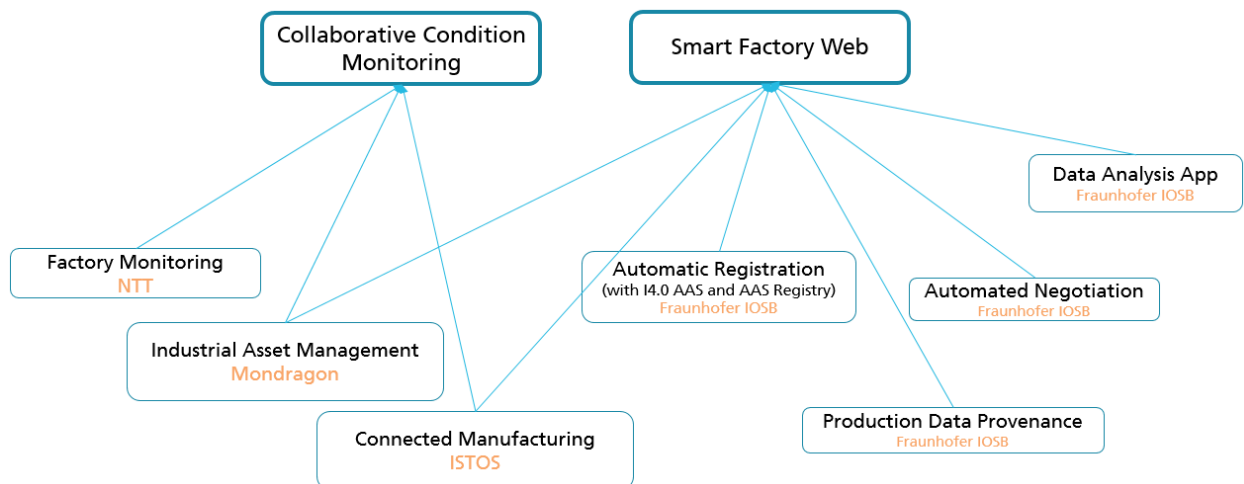 Collaborative Condition
Monitoring
Smart Factory Web
Data Analysis App
Fraunhofer IOSB
Factory Monitoring
NTT
Automatic Registration
(with I4.0 AAS and AAS Registry)
Fraunhofer IOSB
Automated Negotiation
Fraunhofer IOSB
Industrial Asset Management
Mondragon
Connected Manufacturing
ISTOS
Production Data Provenance
Fraunhofer IOSB